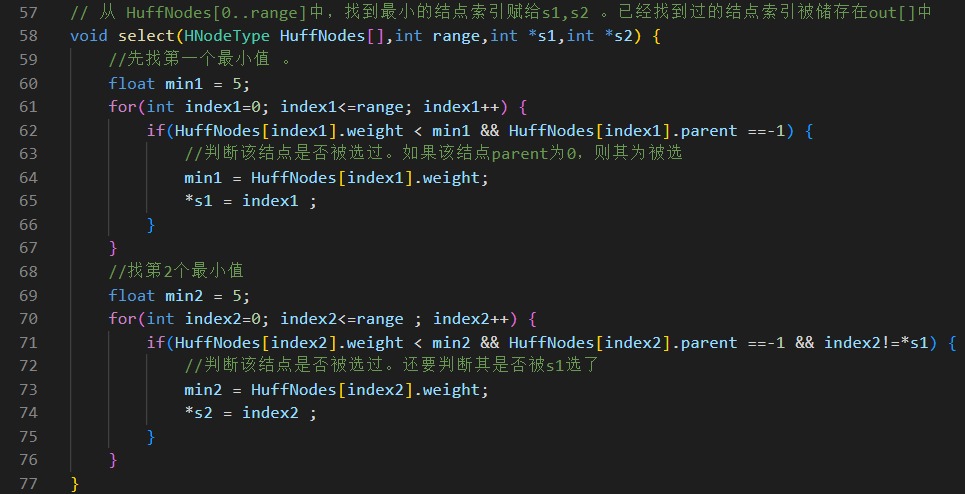 57 // 从 HuffNodes[0..range]中，找到最小的结点索引赋给s1,s2 。已经找到过的结点索引被储存在out[]中
58 void select(HNodeType HuffNodes[],int range,int *s1,int *s2) {
59 //先找第一个最小值 。
60 float min1 = 5;
61 for(int index1=0; index1<=range; index1++) {
62 if(HuffNodes[index1].weight < min1 && HuffNodes[index1].parent ==-1) {
63 //判断该结点是否被选过。如果该结点parent为0，则其为被选
64 min1 = HuffNodes[index1].weight;
65 *s1 = index1 ;
66 }
67 }
68 //找第2个最小值
69 float min2 = 5;
70 for(int index2=0; index2<=range ; index2++) {
71 if(HuffNodes[index2].weight < min2 && HuffNodes[index2].parent ==-1 && index2!=*s1) {
72 //判断该结点是否被选过。还要判断其是否被s1选了
73 min2 = HuffNodes[index2].weight;
74 *s2 = index2 ;
75 }
76 }
77 }